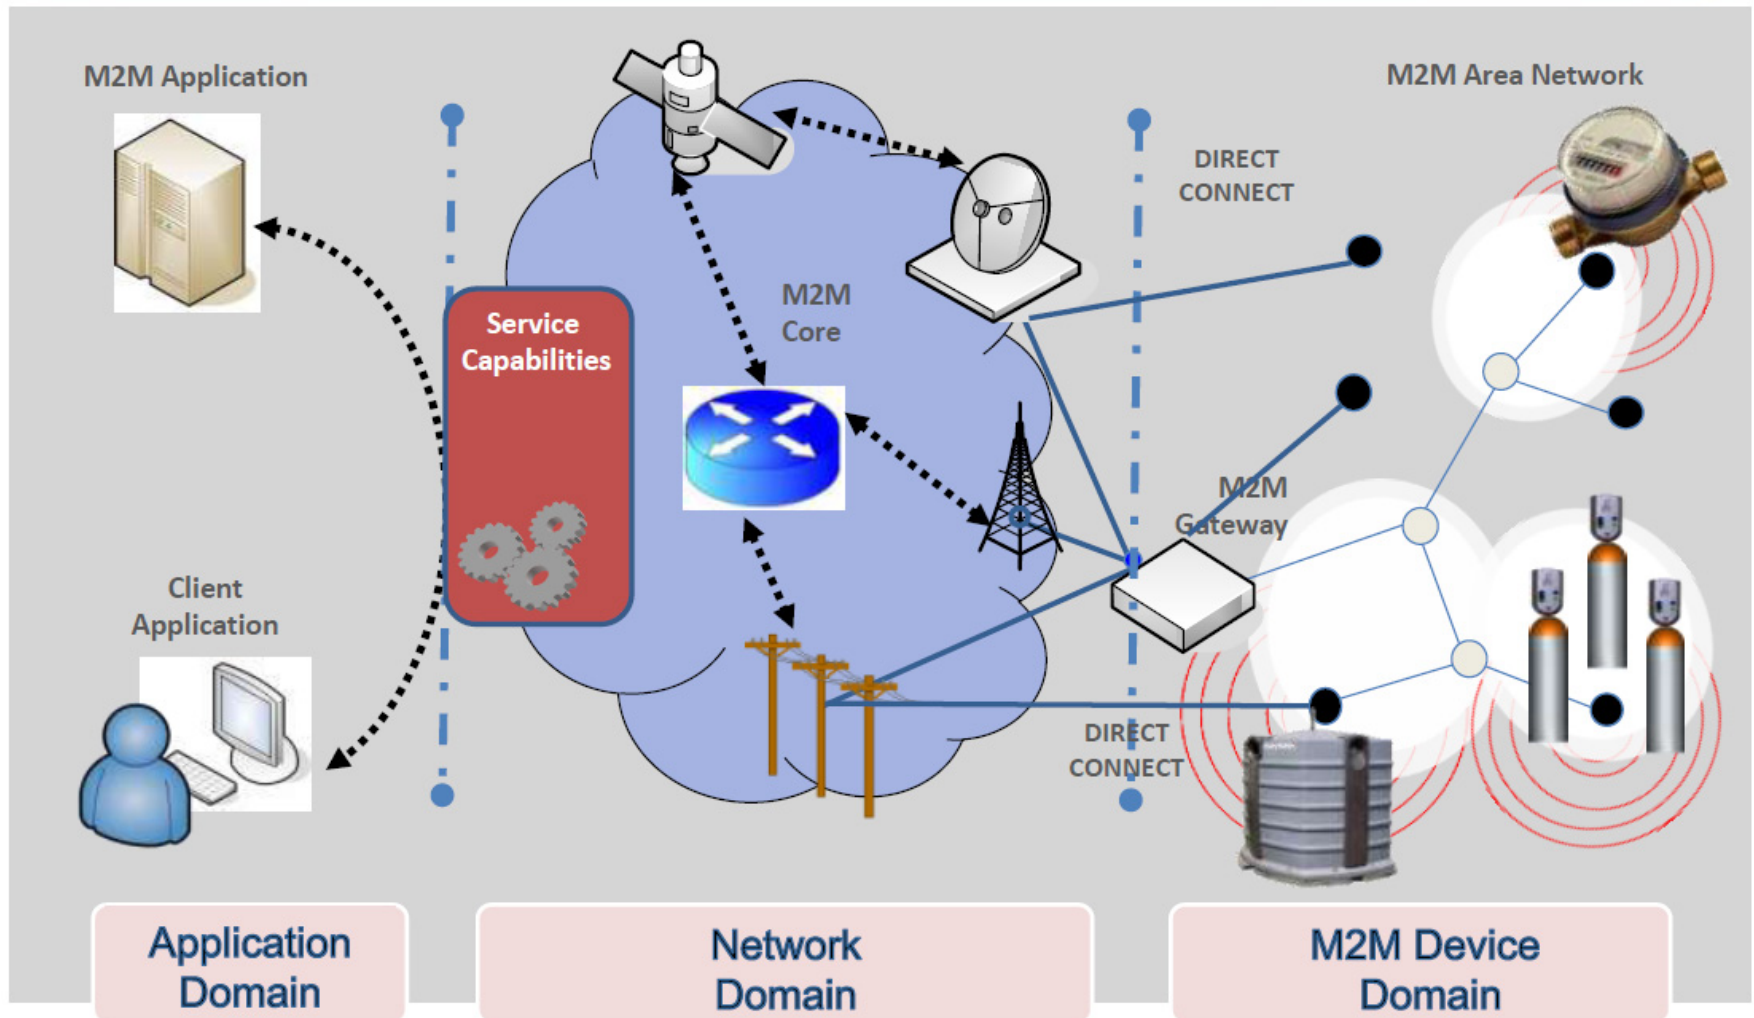 M2M Application
M2M Area Network
DIRECT
CONNECT
M2M
Core
Service
Capabilities
M2M
Gateway
Client
Application
DIRECT
CONNECT
Application
Domain
Network
Domain
M2M Device
Domain